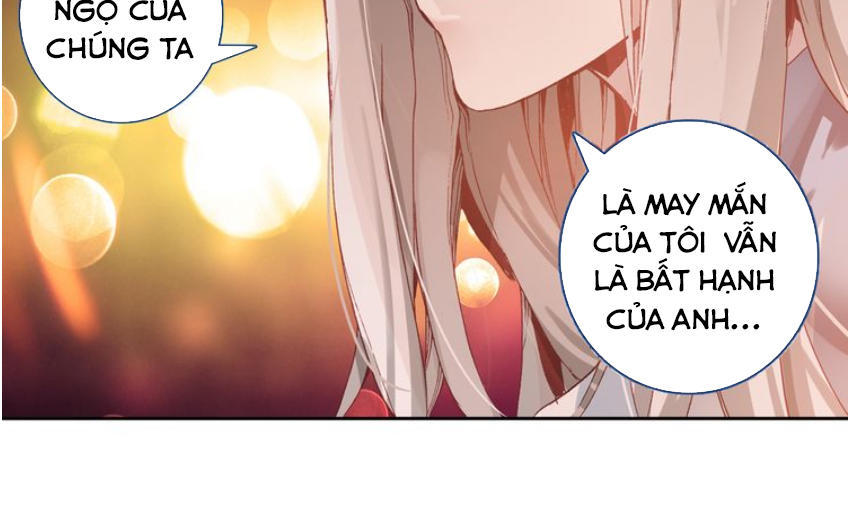 NGỘ CỦA
CHÚNG TA
LÀ MAY MẮN
CỦA TÔI VẪN
LÀ BẤT HẠNH
CỦA ANH...